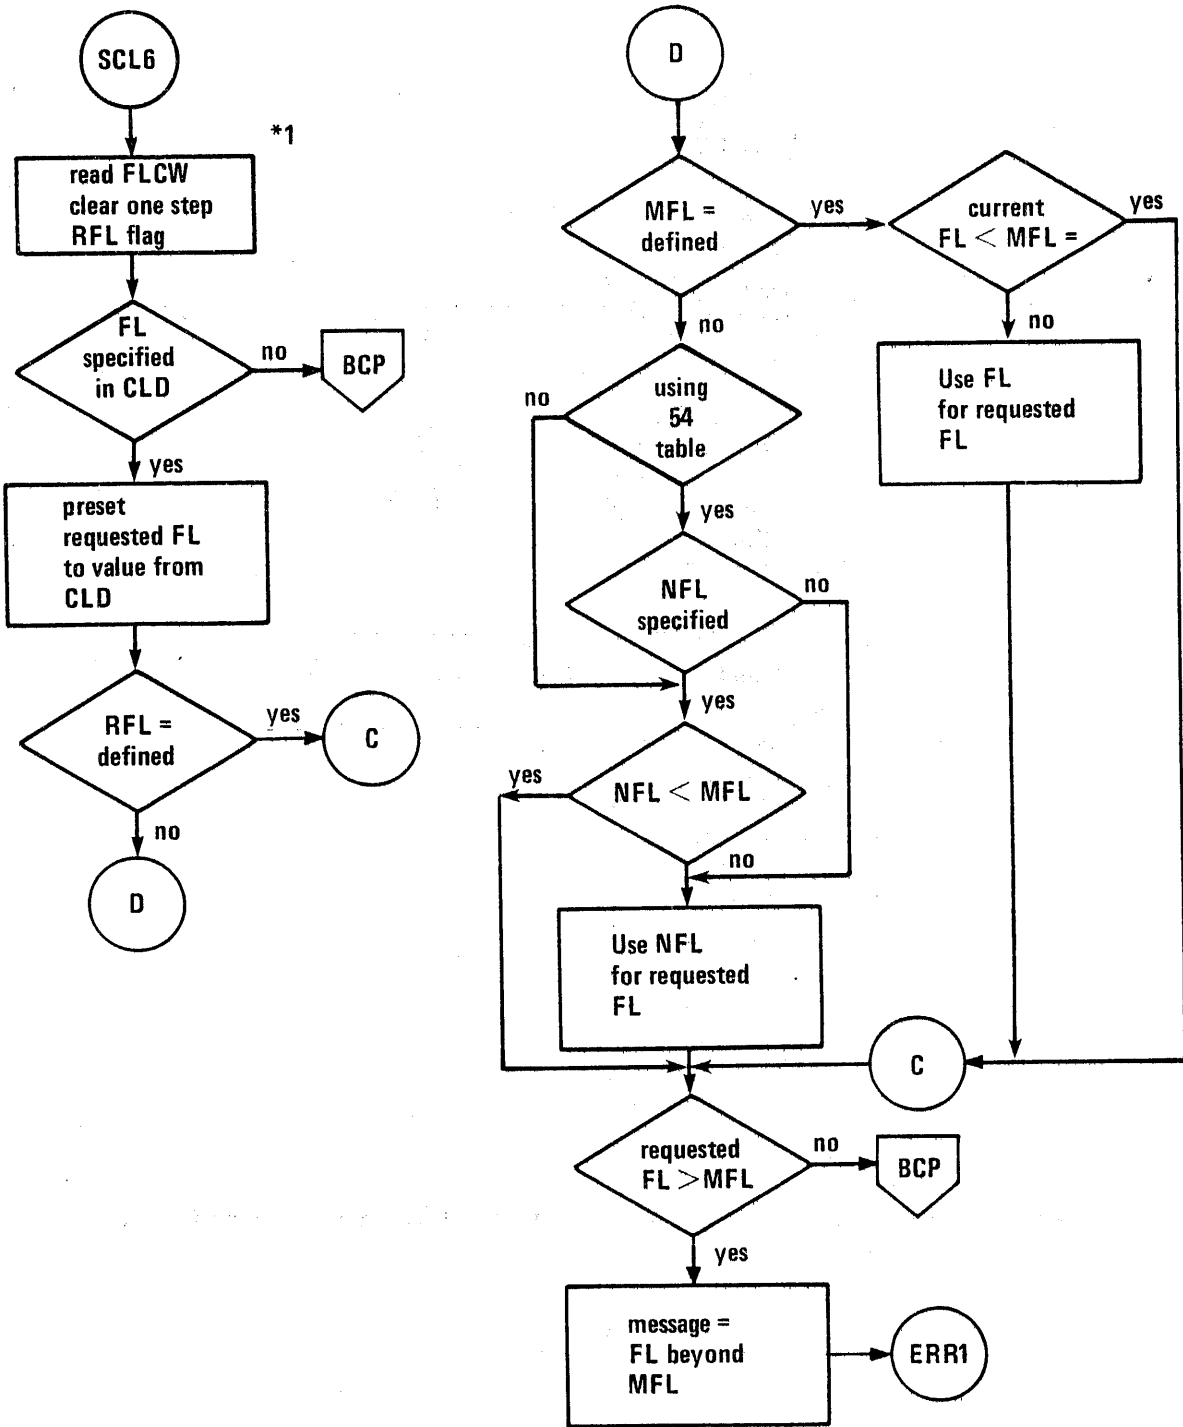 SCL6
*1
read FLCW
clear one step
RFL flag
FL
specified
in CLD
no
BCP
yes
preset
requested FL
to value from
CLD
RFL =
defined
yes
C
no
D
D
MFL =
defined
yes
current
FL < MFL =
yes
no
Use FL
for requested
FL
no
using
54
table
no
yes
NFL
specified
no
yes
NFL < MFL
yes
no
Use NFL
for requested
FL
C
requested
FL > MFL
no
BCP
yes
message =
FL beyond
MFL
ERR1